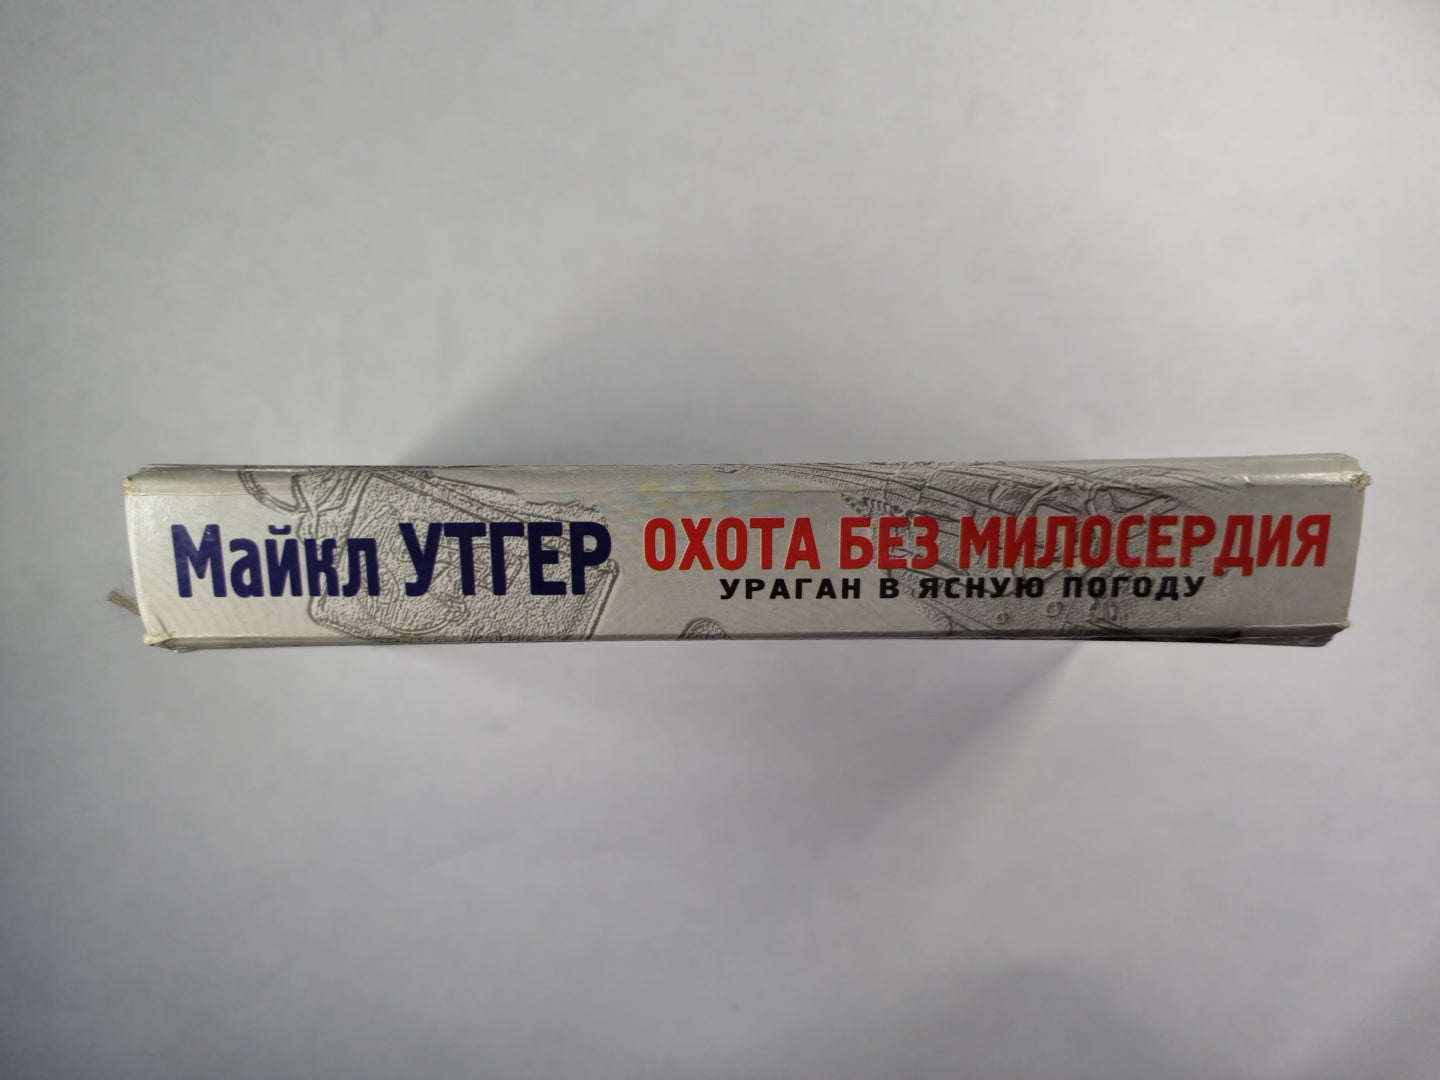 Майкл УТГЕР
ОХОТА БЕЗ МИЛОСЕРДИЯ
УРАГАН В ЯСНУЮ ПОГОДУ